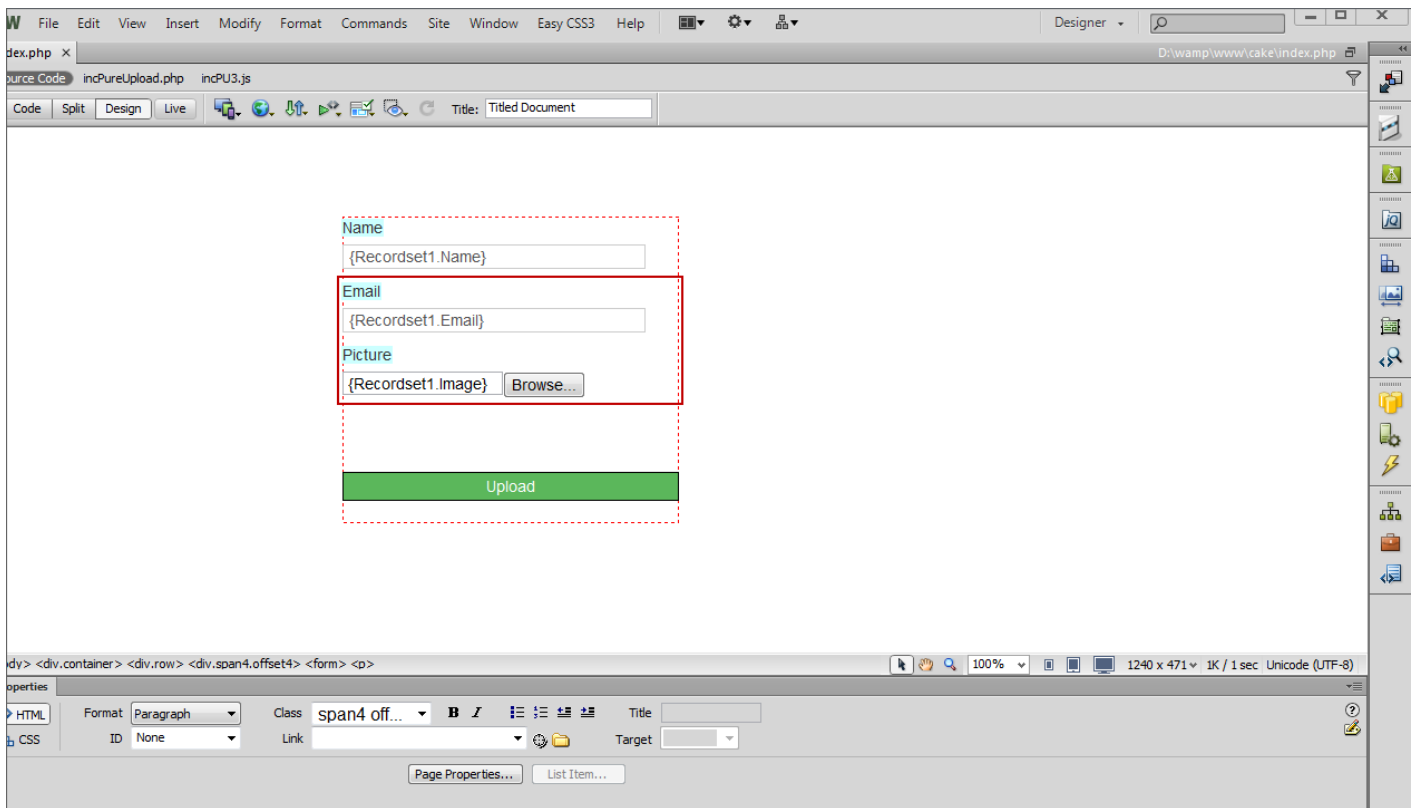 W File Edit View Insert Modify Format Commands Site Window Easy CSS3 Help Designer
dex.php × D:\wamp\www\cake\index.php
ource Code incPureUpload.php incPU3.js
Code Split Design Live Title: Titled Document
Name
{Recordset1.Name}
Email
{Recordset1.Email}
Picture
{Recordset1.Image} Browse...
Upload
dy> <div.container> <div.row> <div.span4.offset4> <form> <p> 100% 1240 x 471 1K / 1 sec Unicode (UTF-8)
operties
HTML Format Paragraph Class span4 off... B I Title
CSS ID None Link Target
Page Properties... List Item...